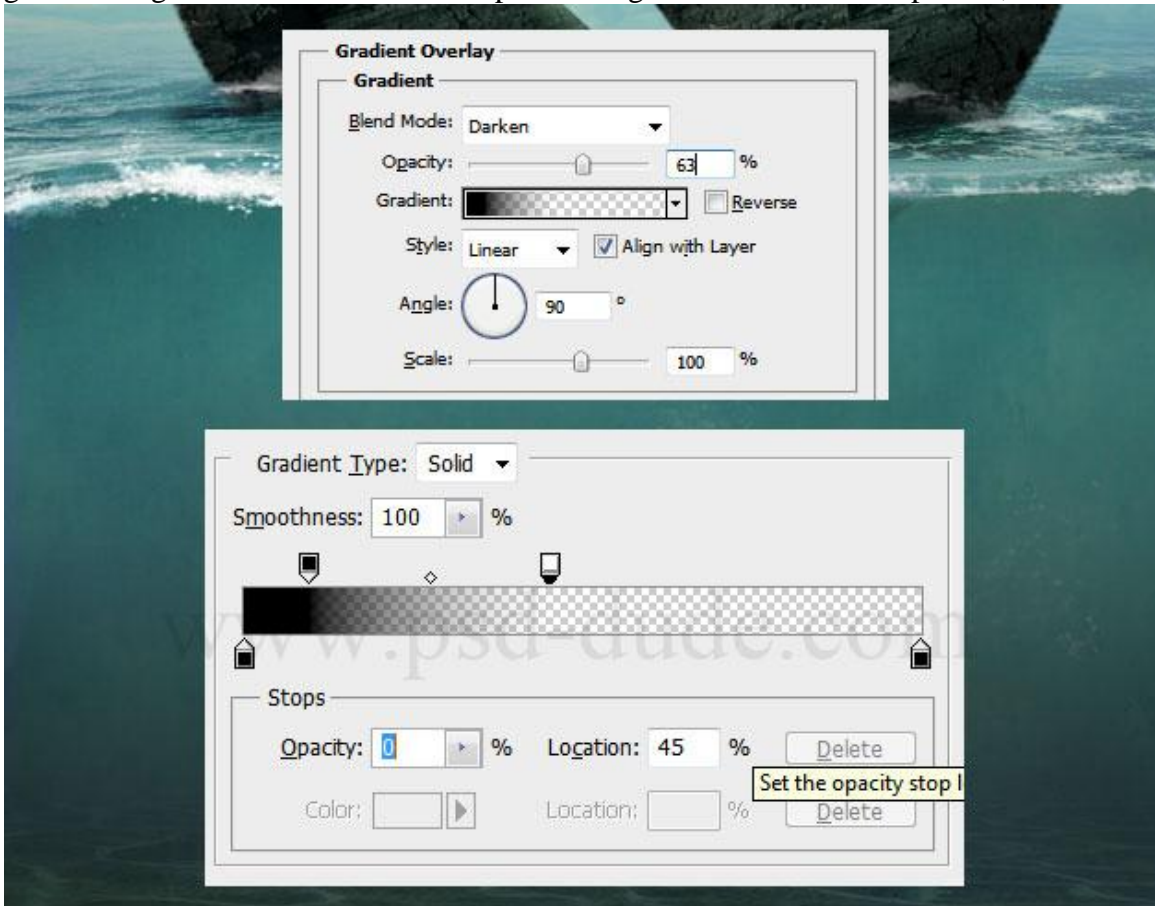 Gradient Overlay
Gradient
Blend Mode: Darken
Opacity: 63 %
Gradient: Reverse
Style: Linear Align with Layer
Angle: 90 °
Scale: 100 %
Gradient Type: Solid
Smoothness: 100 %
www.psd-dude.com
Stops
Opacity: 0 % Location: 45 % Delete
Set the opacity stop l
Color: Location: % Delete